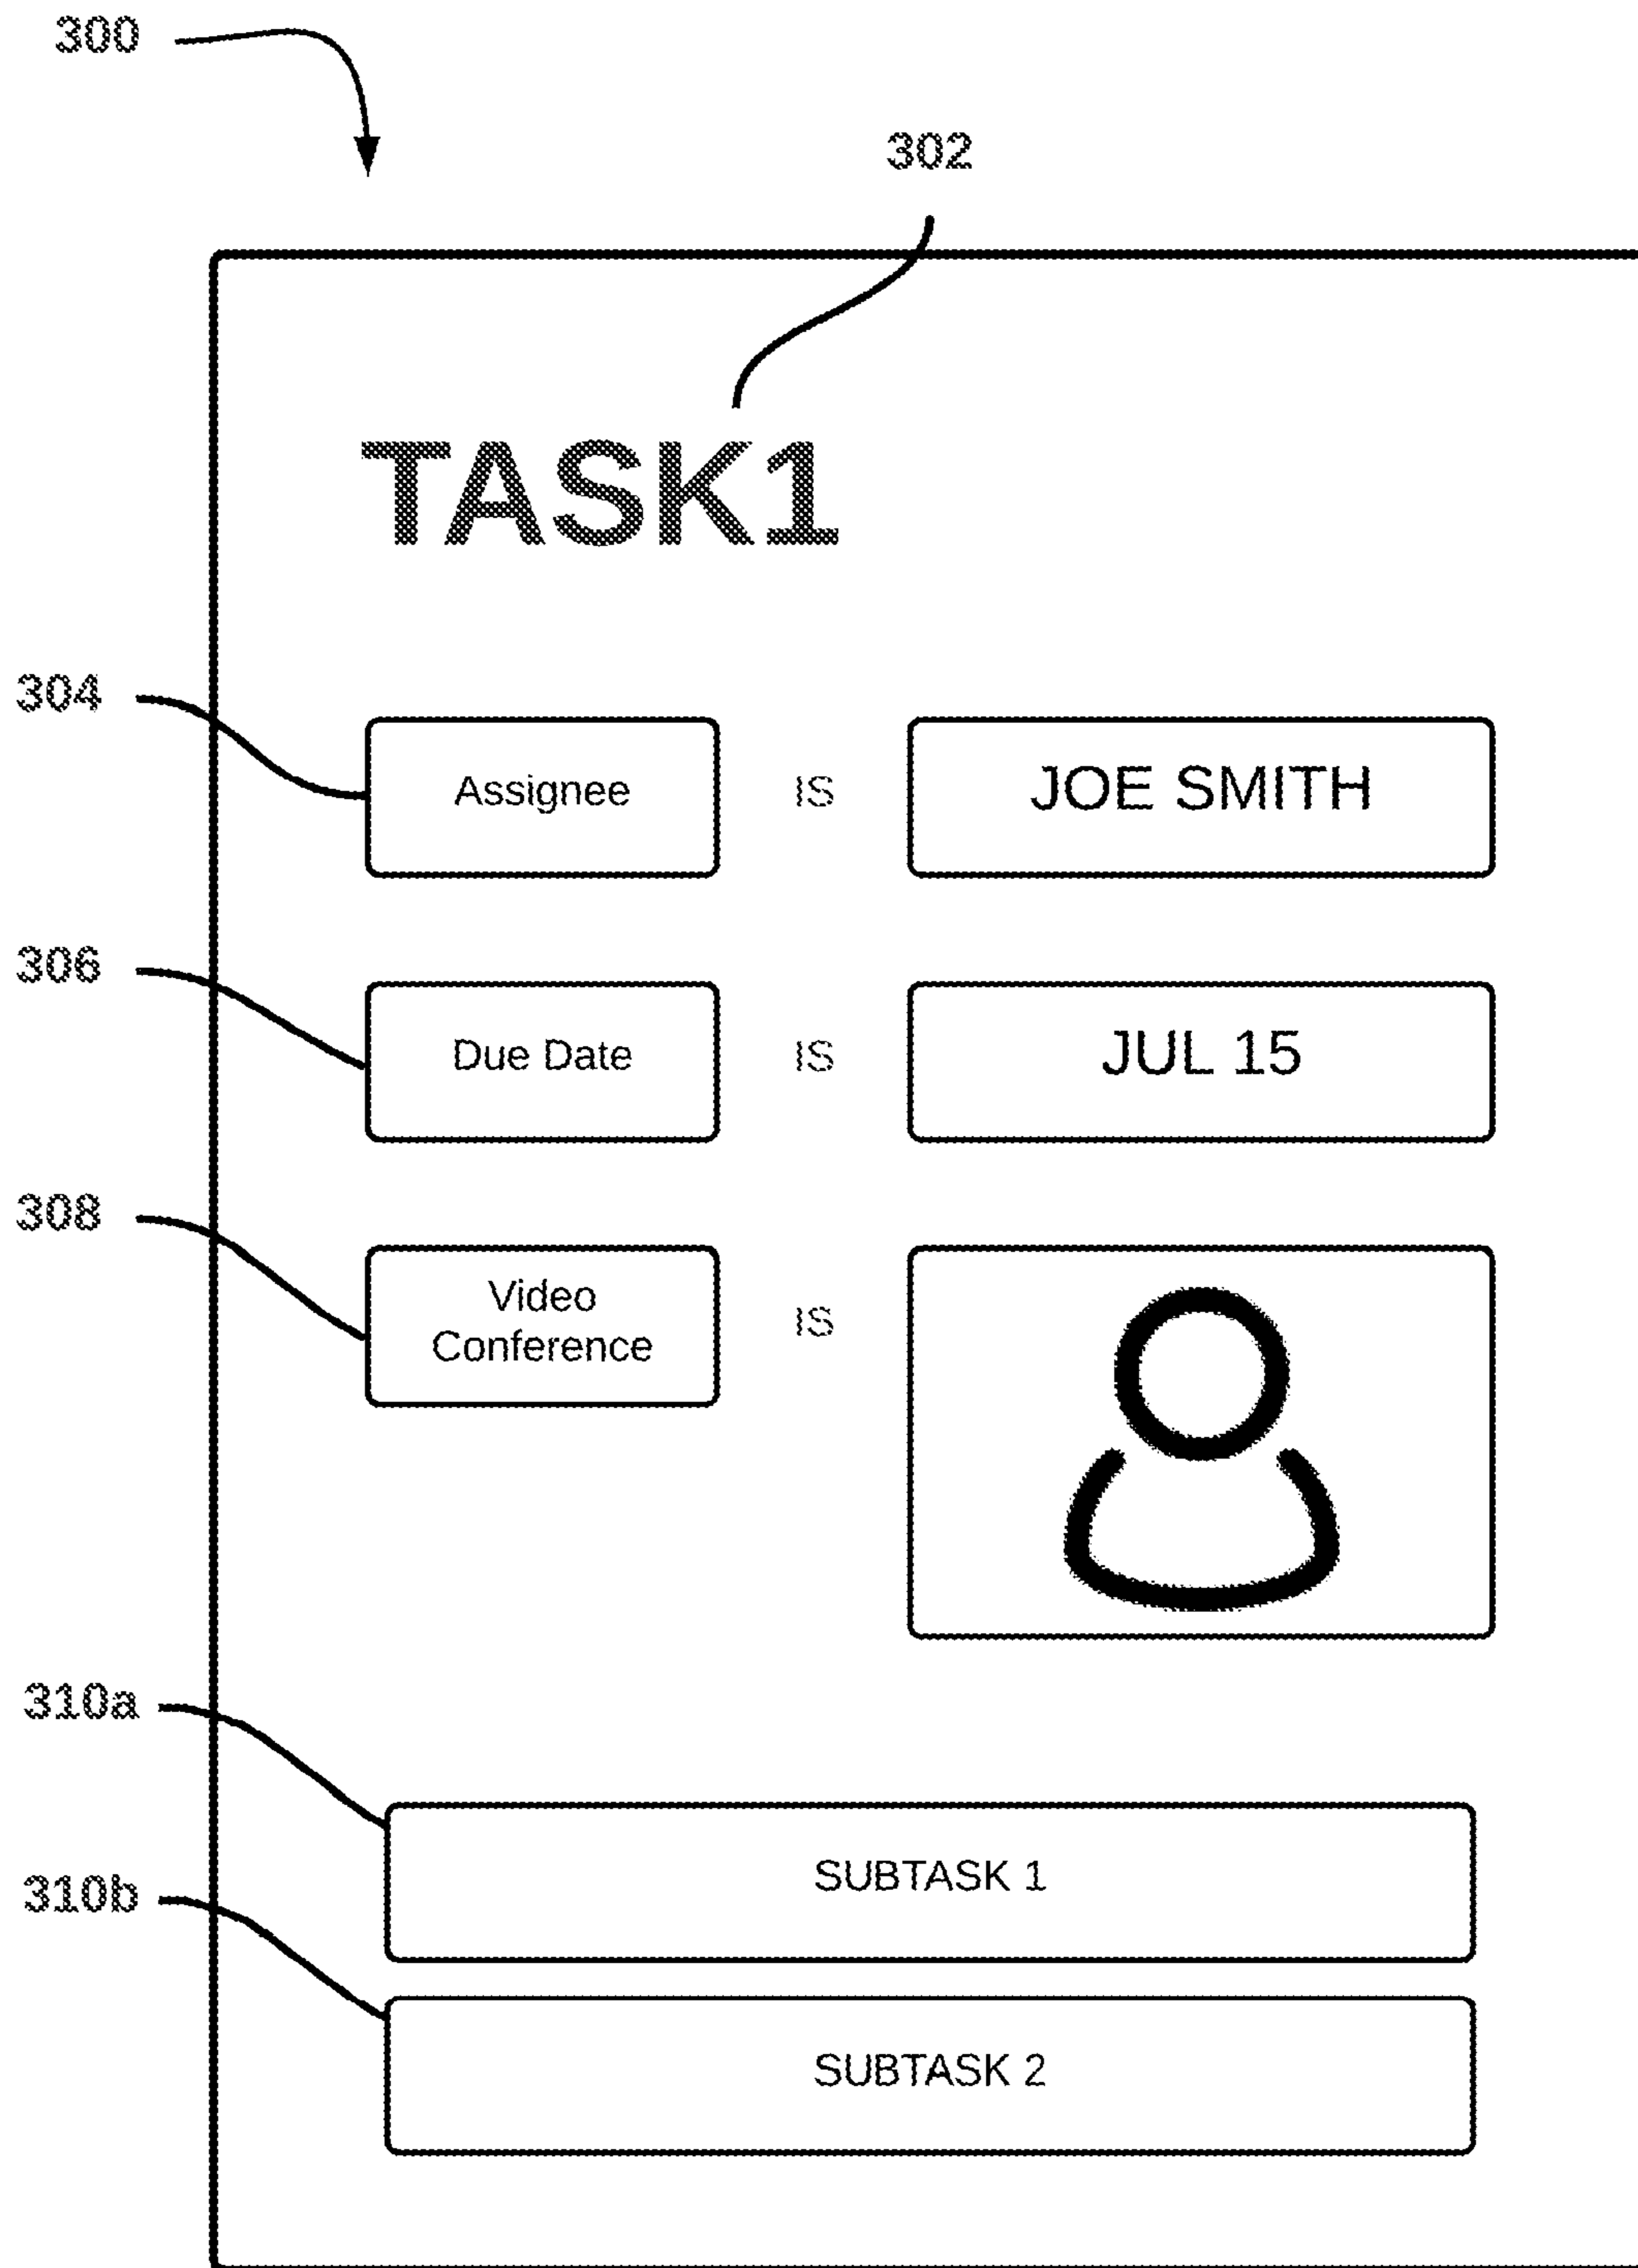 300
302
TASK1
304
Assignee IS JOE SMITH
306
Due Date IS JUL 15
308
Video
Conference IS
310a
SUBTASK 1
310b
SUBTASK 2